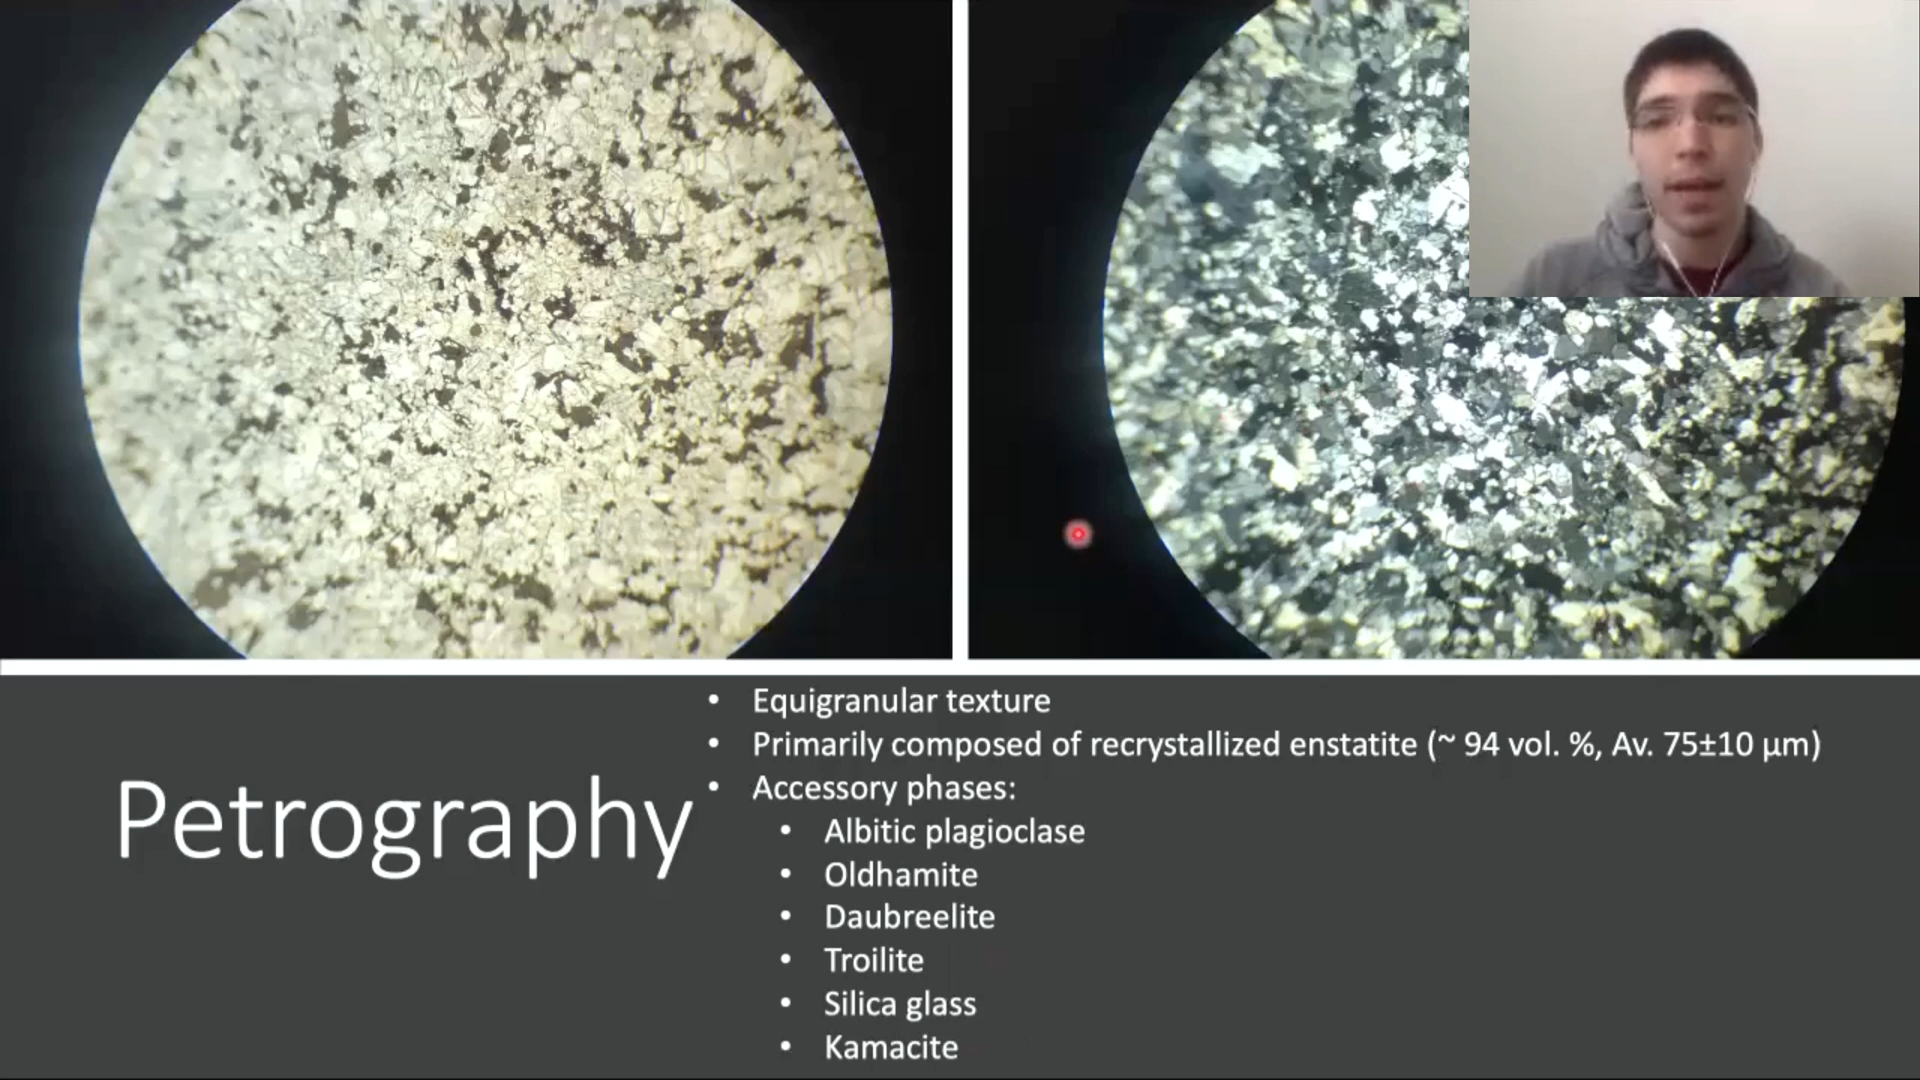 Petrography
• Equigranular texture
• Primarily composed of recrystallized enstatite (~ 94 vol. %, Av. 75±10 μm)
• Accessory phases:
• Albitic plagioclase
• Oldhamite
• Daubreelite
• Troilite
• Silica glass
• Kamacite